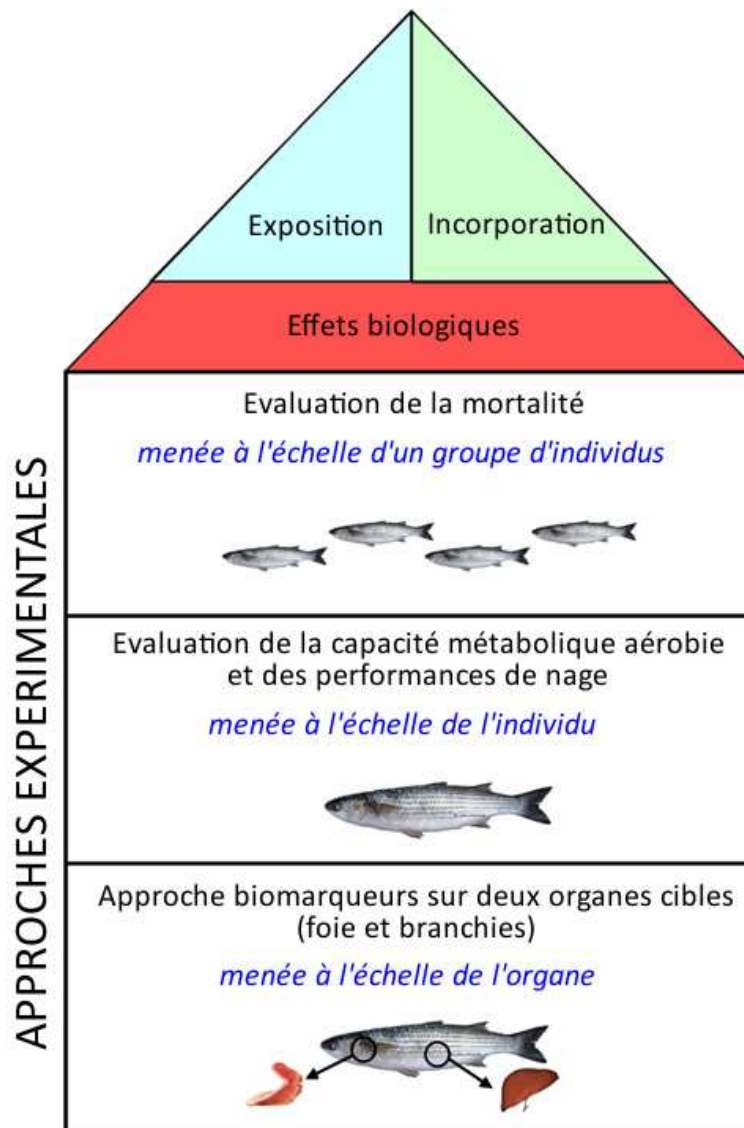 Exposition
Incorporation
Effets biologiques
APPROCHES EXPERIMENTALES
Evaluation de la mortalité
menée à l'échelle d'un groupe d'individus
Evaluation de la capacité métabolique aérobie
et des performances de nage
menée à l'échelle de l'individu
Approche biomarqueurs sur deux organes cibles
(foie et branchies)
menée à l'échelle de l'organe